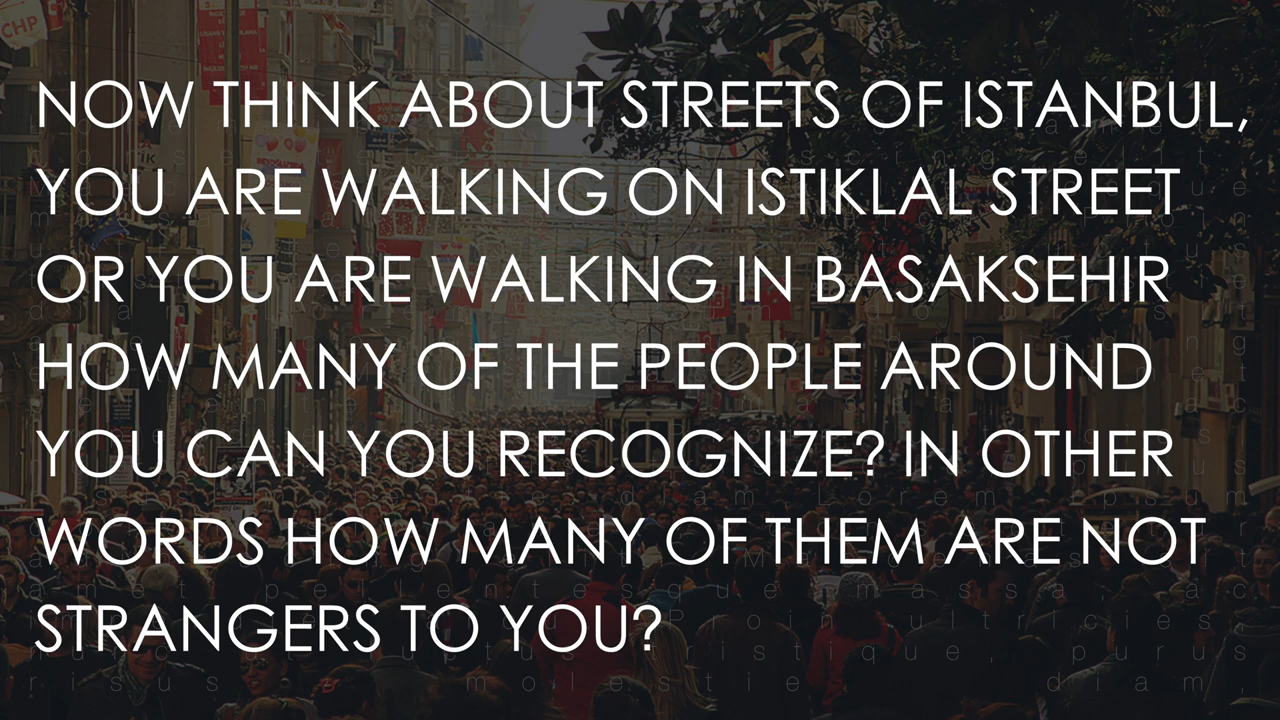 NOW THINK ABOUT STREETS OF ISTANBUL,
YOU ARE WALKING ON ISTIKLAL STREET
OR YOU ARE WALKING IN BASAKSEHIR
HOW MANY OF THE PEOPLE AROUND
YOU CAN YOU RECOGNIZE? IN OTHER
WORDS HOW MANY OF THEM ARE NOT
STRANGERS TO YOU?
CHP